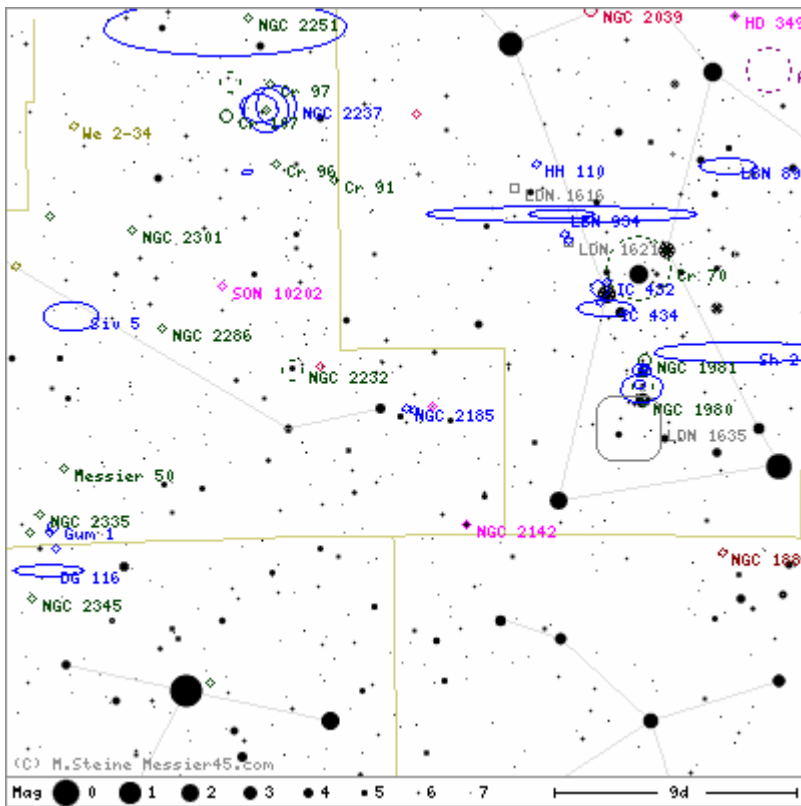 NGC 2251
NGC 2039
HD 349
Cr 97
NGC 2237
We 2-34
HH 110
LBN 89
Cr 96
Cr 91
LDN 1616
LBN 934
NGC 2301
LDN 1621
Cr 70
SON 10202
IC 432
Siv 5
IC 434
NGC 2286
Sh 2
NGC 1981
NGC 2232
NGC 2185
NGC 1980
LDN 1635
Messier 50
NGC 2335
Gum 1
NGC 2142
NGC 188
DG 116
NGC 2345
(C) M.Steine Messier45.com
Mag 0 1 2 3 4 5 6 7 9d